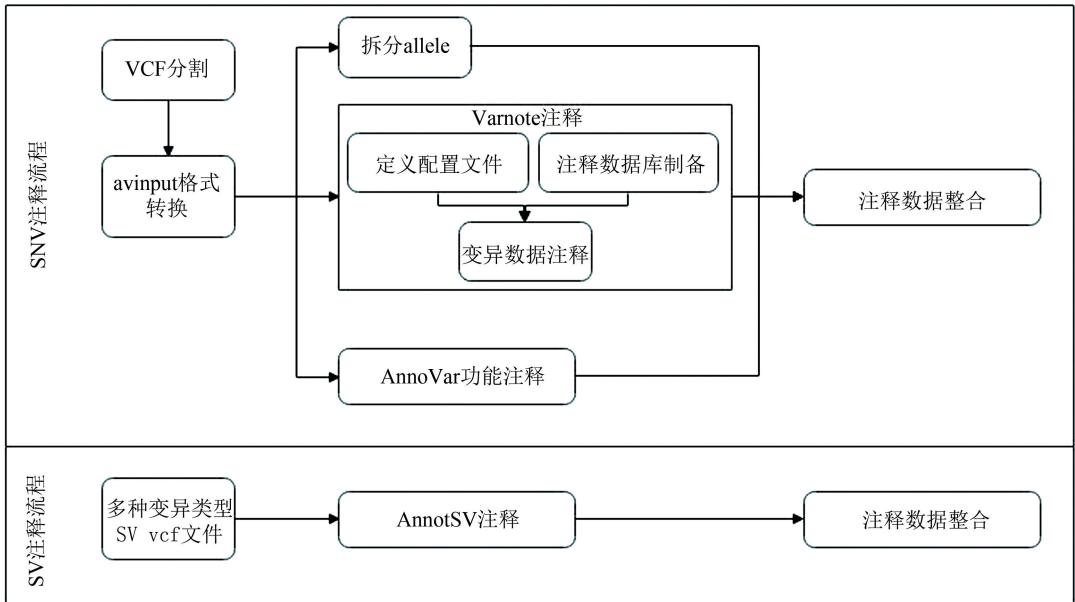 SNV注释流程
VCF分割
avinput格式
转换
拆分allele
Varnote注释
定义配置文件
注释数据库制备
变异数据注释
AnnoVar功能注释
注释数据整合
SV注释流程
多种变异类型
SV vcf文件
AnnotSV注释
注释数据整合